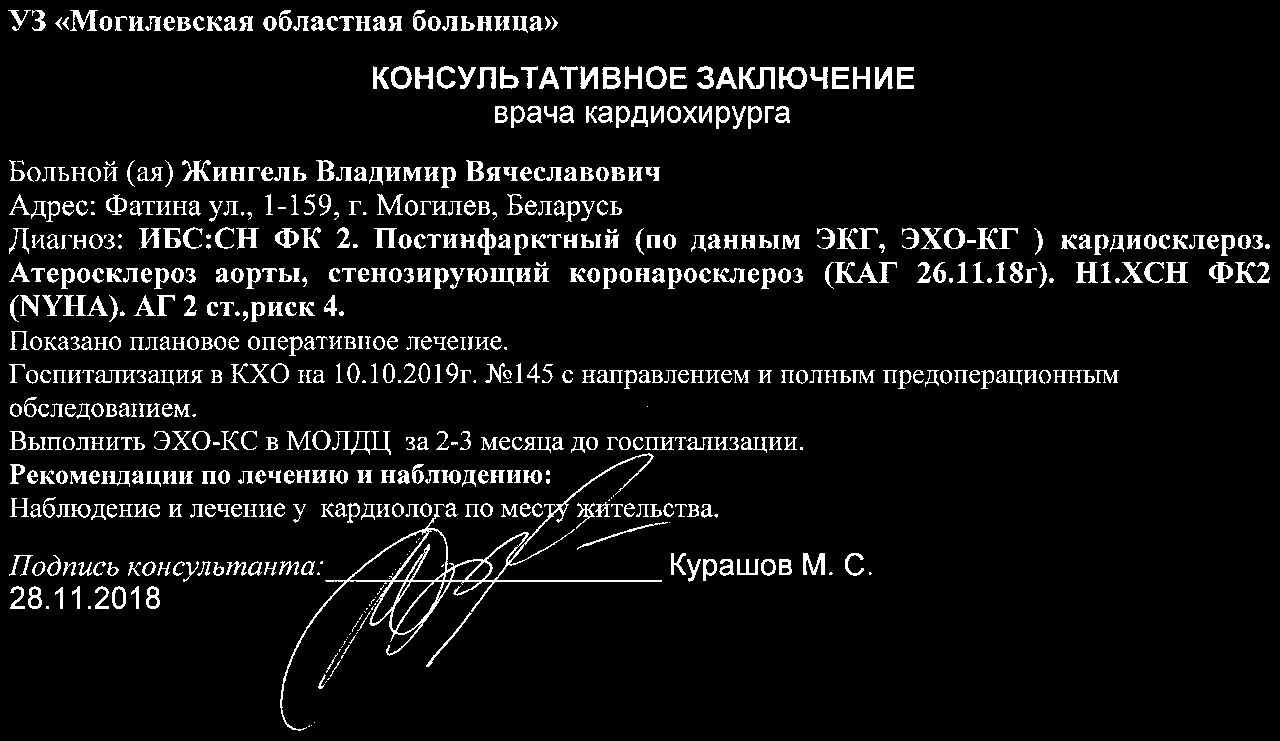 УЗ «Могилевская областная больница»
КОНСУЛЬТАТИВНОЕ ЗАКЛЮЧЕНИЕ
врача кардиохирурга
Больной (ая) Жингель Владимир Вячеславович
Адрес: Фатина ул., 1-159, г. Могилев, Беларусь
Диагноз: ИБС:СН ФК 2. Постинфарктный (по данным ЭКГ, ЭХО-КГ ) кардиосклероз.
Атеросклероз аорты, стенозирующий коронаросклероз (КАГ 26.11.18г). Н1.ХСН ФК2
(NYHA). АГ 2 ст.,риск 4.
Показано плановое оперативное лечение.
Госпитализация в КХО на 10.10.2019г. №145 с направлением и полным предоперационным
обследованием.
Выполнить ЭХО-КС в МОЛДЦ за 2-3 месяца до госпитализации.
Рекомендации по лечению и наблюдению:
Наблюдение и лечение у кардиолога по месту жительства.
Подпись консультанта:____________________ Курашов М. С.
28.11.2018